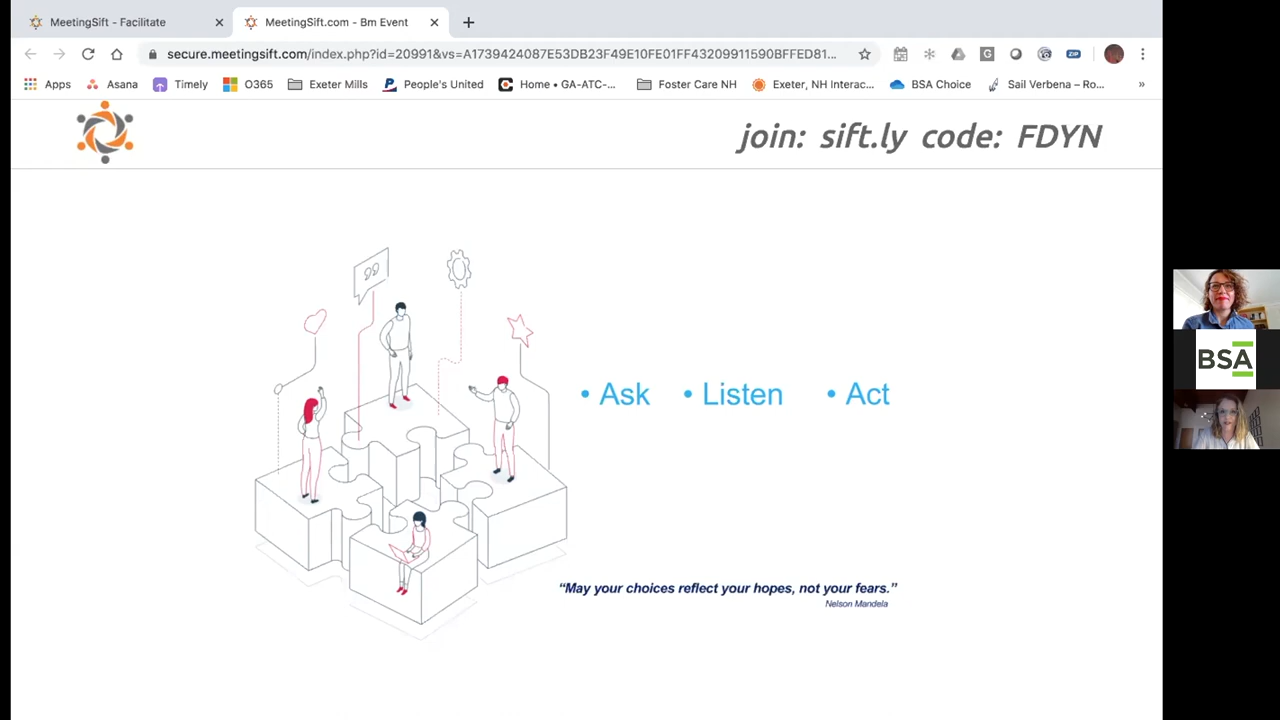 MeetingSift - Facilitate
MeetingSift.com - Bm Event
secure.meetingsift.com/index.php?id=20991&vs=A1739424087E53DB23F49E10FE01FF43209911590BFFED81...
ZIP
Apps Asana Timely O365 Exeter Mills People's United Home • GA-ATC-... Foster Care NH Exeter, NH Interac... BSA Choice Sail Verbena – Ro... »
join: sift.ly code: FDYN
• Ask • Listen • Act
“May your choices reflect your hopes, not your fears.”
Nelson Mandela
BSA